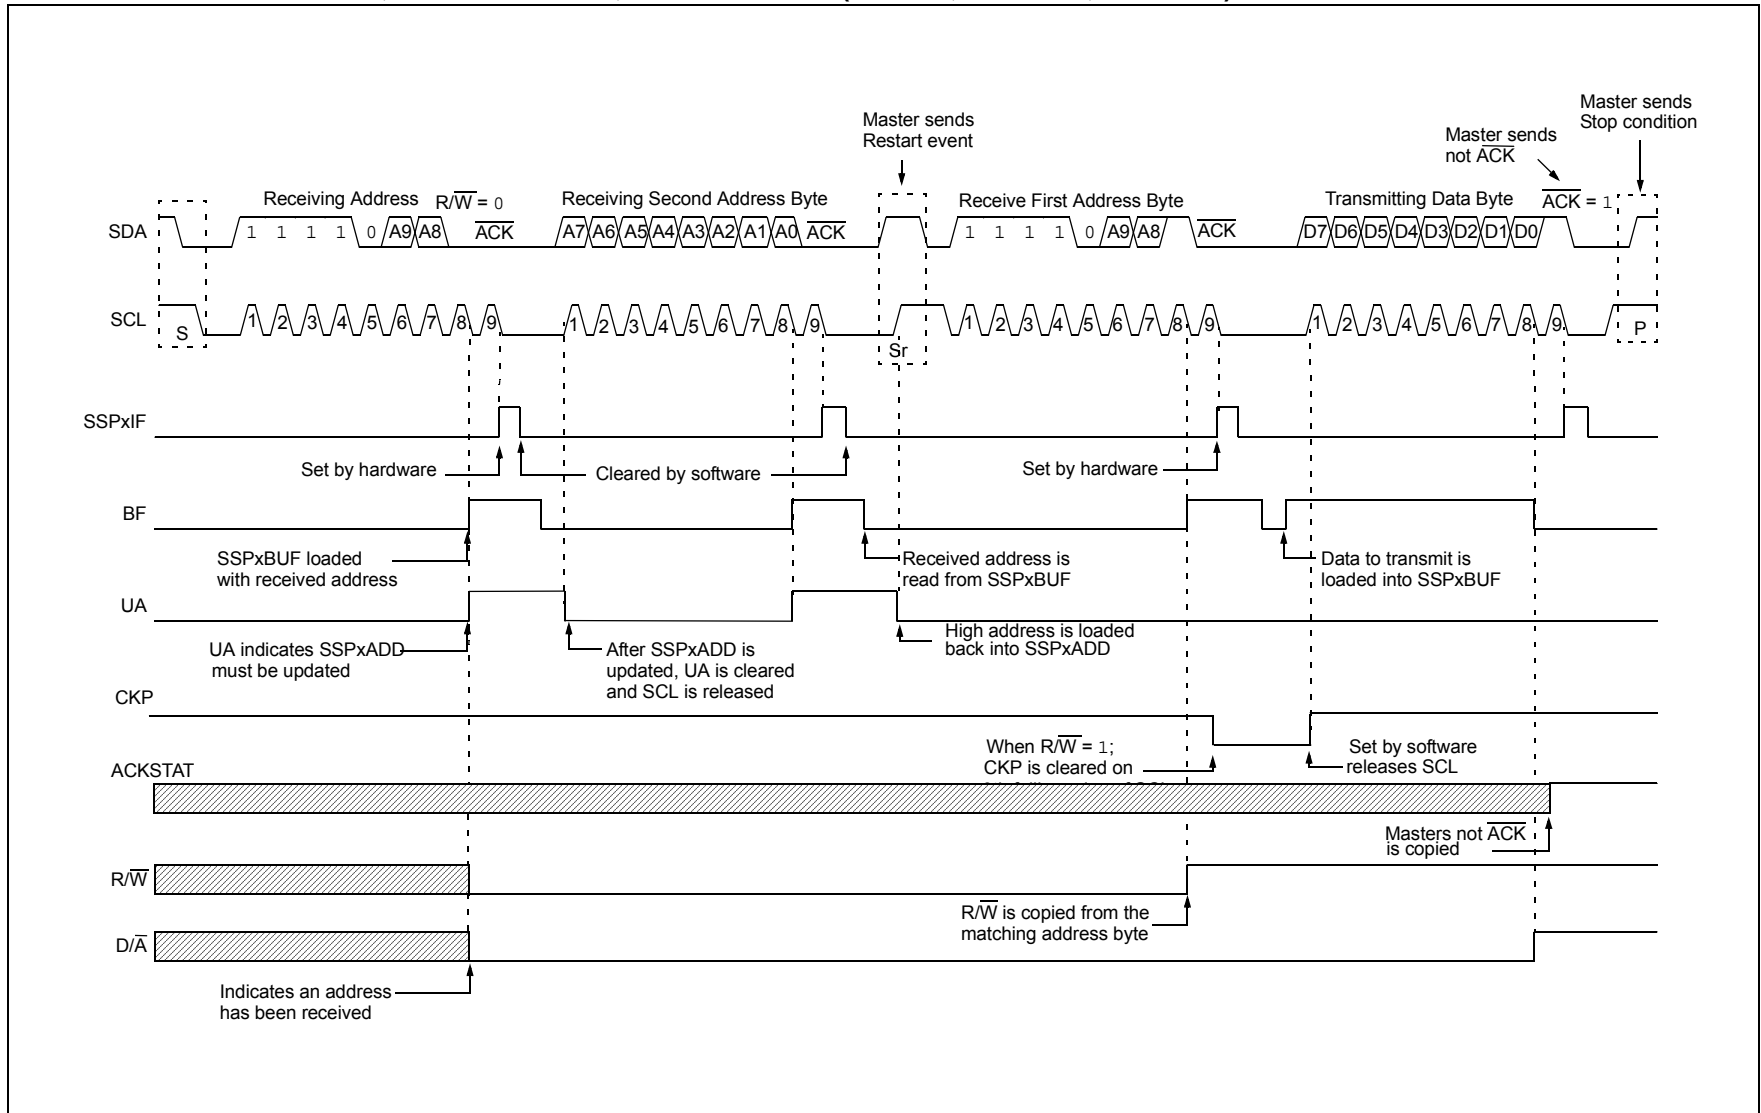 Master sends
Restart event
Master sends
not ACK
Master sends
Stop condition
Receiving Address R/W = 0
Receiving Second Address Byte
Receive First Address Byte
Transmitting Data Byte
ACK = 1
SDA
1 1 1 1 0 A9 A8 ACK
A7 A6 A5 A4 A3 A2 A1 A0 ACK
1 1 1 1 0 A9 A8 ACK
D7 D6 D5 D4 D3 D2 D1 D0
SCL
S
1 2 3 4 5 6 7 8 9
1 2 3 4 5 6 7 8 9
Sr
1 2 3 4 5 6 7 8 9
1 2 3 4 5 6 7 8 9
P
SSPxIF
Set by hardware
Cleared by software
Set by hardware
BF
SSPxBUF loaded
with received address
Received address is
read from SSPxBUF
Data to transmit is
loaded into SSPxBUF
UA
UA indicates SSPxADD
must be updated
After SSPxADD is
updated, UA is cleared
and SCL is released
High address is loaded
back into SSPxADD
CKP
When R/W = 1;
CKP is cleared on
Set by software
releases SCL
ACKSTAT
Masters not ACK
is copied
R/W
R/W is copied from the
matching address byte
D/A
Indicates an address
has been received